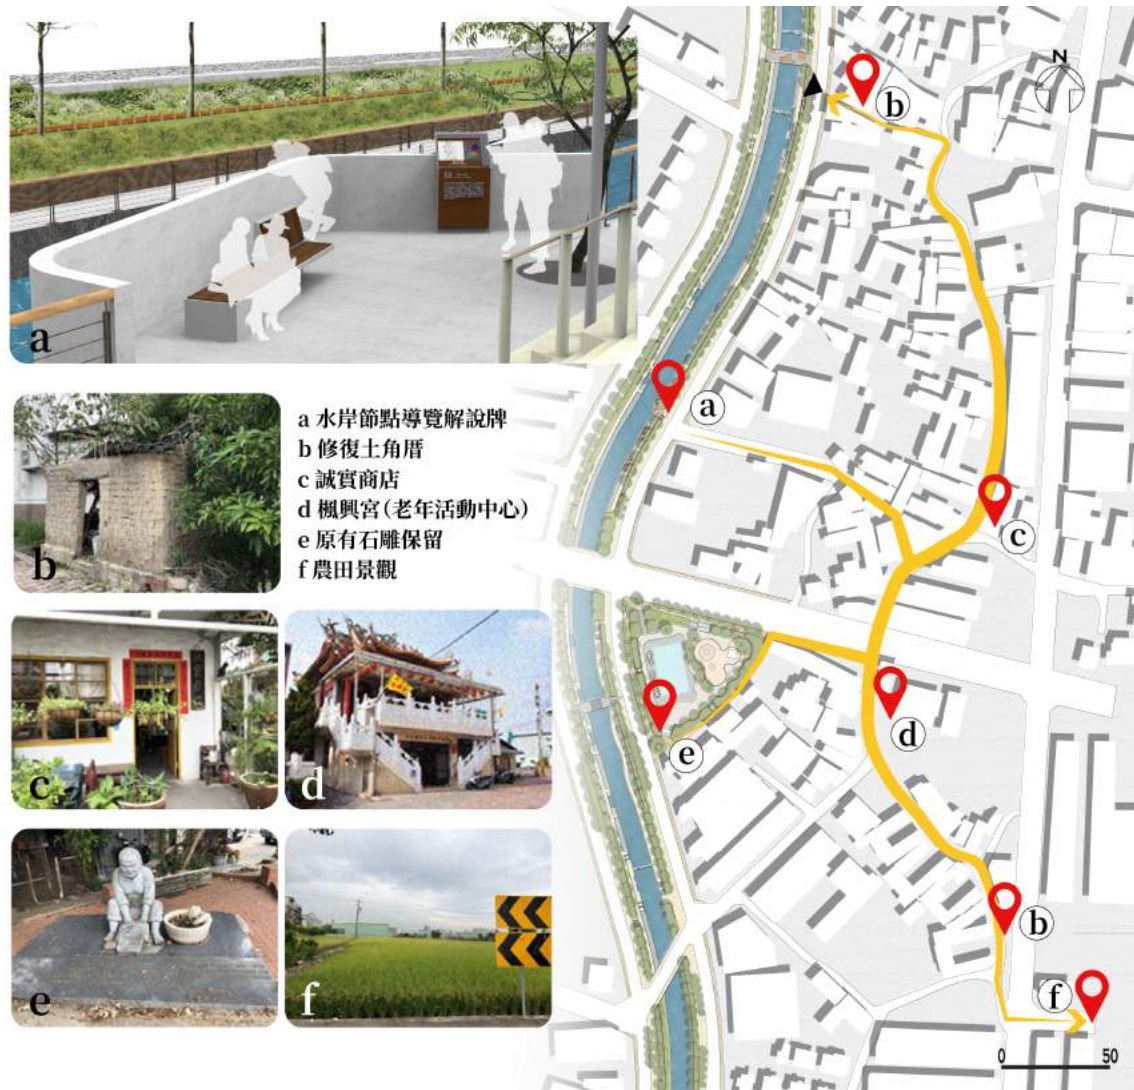 a
b
c
d
e
f
a 水岸節點導覽解說牌
b 修復土角厝
c 誠實商店
d 楓興宮(老年活動中心)
e 原有石雕保留
f 農田景觀
N
b
a
c
d
e
b
f
0 50